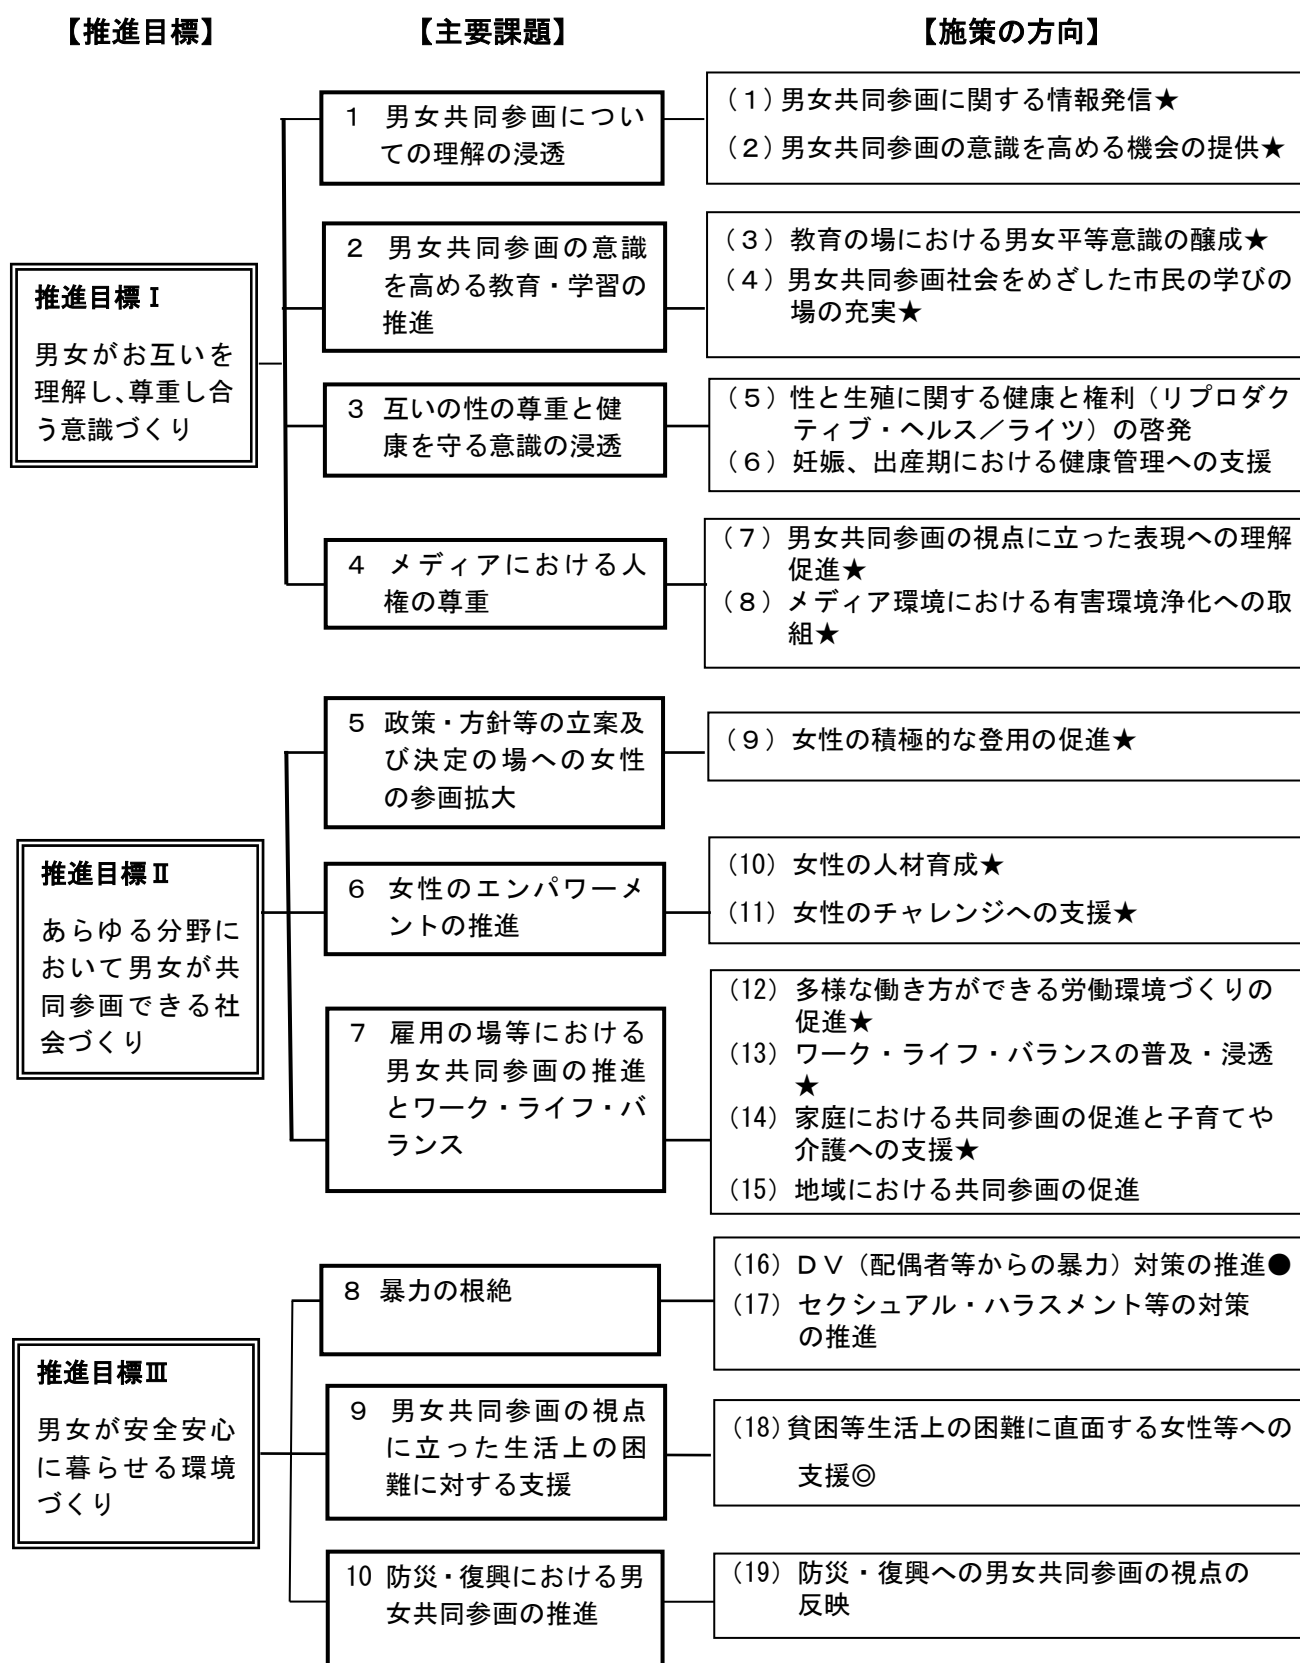 【推進目標】 【主要課題】 【施策の方向】
推進目標Ⅰ
男女がお互いを
理解し、尊重し合
う意識づくり
1 男女共同参画につい
ての理解の浸透
(1)男女共同参画に関する情報発信★
(2)男女共同参画の意識を高める機会の提供★
2 男女共同参画の意識
を高める教育・学習の
推進
(3)教育の場における男女平等意識の醸成★
(4)男女共同参画社会をめざした市民の学びの
場の充実★
3 互いの性の尊重と健
康を守る意識の浸透
(5)性と生殖に関する健康と権利(リプロダク
ティブ・ヘルス/ライツ)の啓発
(6)妊娠、出産期における健康管理への支援
4 メディアにおける人
権の尊重
(7)男女共同参画の視点に立った表現への理解
促進★
(8)メディア環境における有害環境浄化への取
組★
推進目標Ⅱ
あらゆる分野に
おいて男女が共
同参画できる社
会づくり
5 政策・方針等の立案及
び決定の場への女性
の参画拡大
(9)女性の積極的な登用の促進★
6 女性のエンパワーメ
ントの推進
(10)女性の人材育成★
(11)女性のチャレンジへの支援★
7 雇用の場等における
男女共同参画の推進
とワーク・ライフ・バ
ランス
(12)多様な働き方ができる労働環境づくりの
促進★
(13)ワーク・ライフ・バランスの普及・浸透
★
(14)家庭における共同参画の促進と子育てや
介護への支援★
(15)地域における共同参画の促進
推進目標Ⅲ
男女が安全安心
に暮らせる環境
づくり
8 暴力の根絶
(16)DV(配偶者等からの暴力)対策の推進●
(17)セクシュアル・ハラスメント等の対策
の推進
9 男女共同参画の視点
に立った生活上の困
難に対する支援
(18)貧困等生活上の困難に直面する女性等への
支援◎
10 防災・復興における男
女共同参画の推進
(19)防災・復興への男女共同参画の視点の
反映